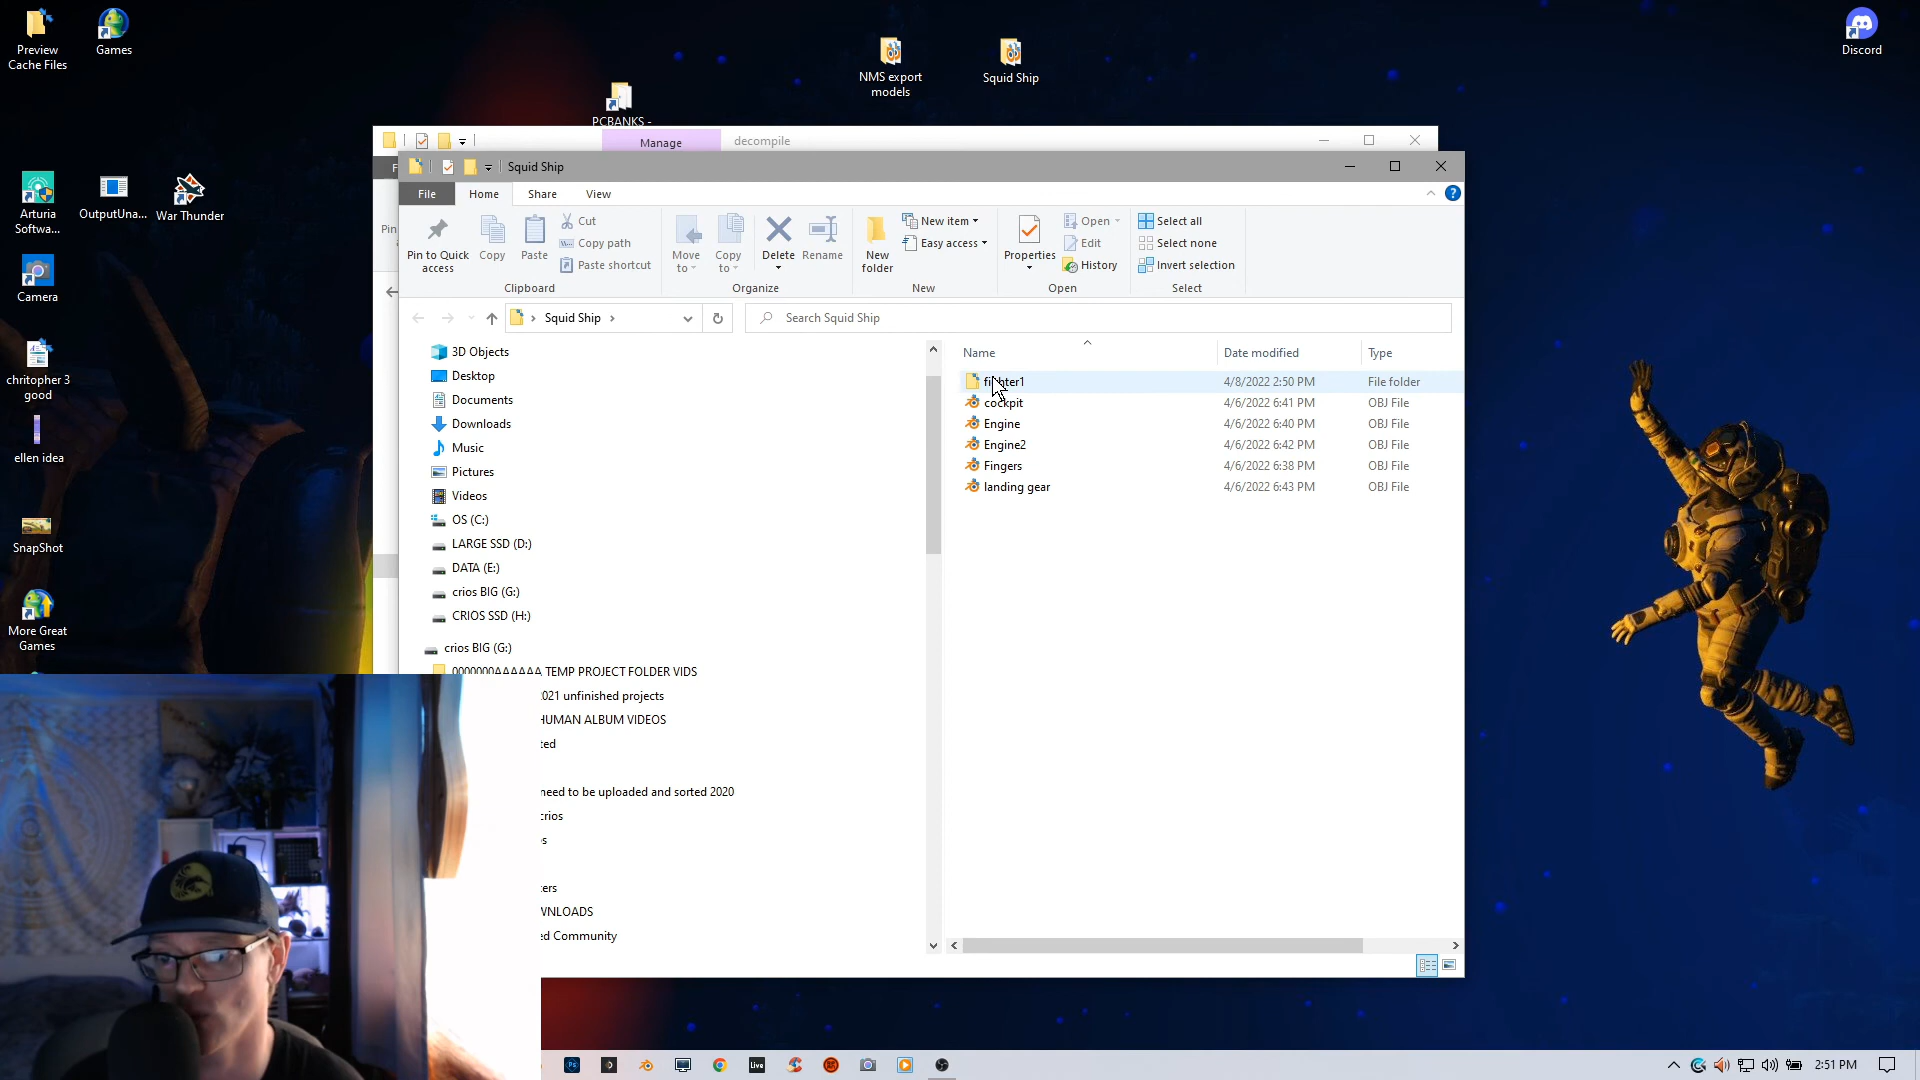 Preview
Cache Files
Games
NMS export
models
Squid Ship
Discord
PCBANKS -
Manage
decompile
Squid Ship
File
Home
Share
View
Arturia
Softwa...
OutputUna...
War Thunder
Pin to Quick
access
Copy
Paste
Cut
Copy path
Paste shortcut
Clipboard
Move
to
Copy
to
Delete
Rename
Organize
New
folder
New item
Easy access
New
Properties
Open
Edit
History
Open
Select all
Select none
Invert selection
Select
Pin
Camera
Squid Ship
Search Squid Ship
3D Objects
Desktop
Documents
Downloads
Music
Pictures
Videos
OS (C:)
LARGE SSD (D:)
DATA (E:)
crios BIG (G:)
CRIOS SSD (H:)
crios BIG (G:)
0000000AAAAAA TEMP PROJECT FOLDER VIDS
2021 unfinished projects
HUMAN ALBUM VIDEOS
need to be uploaded and sorted 2020
crios
Name
Date modified
Type
fighter1
4/8/2022 2:50 PM
File folder
cockpit
4/6/2022 6:41 PM
OBJ File
Engine
4/6/2022 6:40 PM
OBJ File
Engine2
4/6/2022 6:42 PM
OBJ File
Fingers
4/6/2022 6:38 PM
OBJ File
landing gear
4/6/2022 6:43 PM
OBJ File
chritopher 3
good
ellen idea
SnapShot
More Great
Games
Community
Ps
Live
2:51 PM